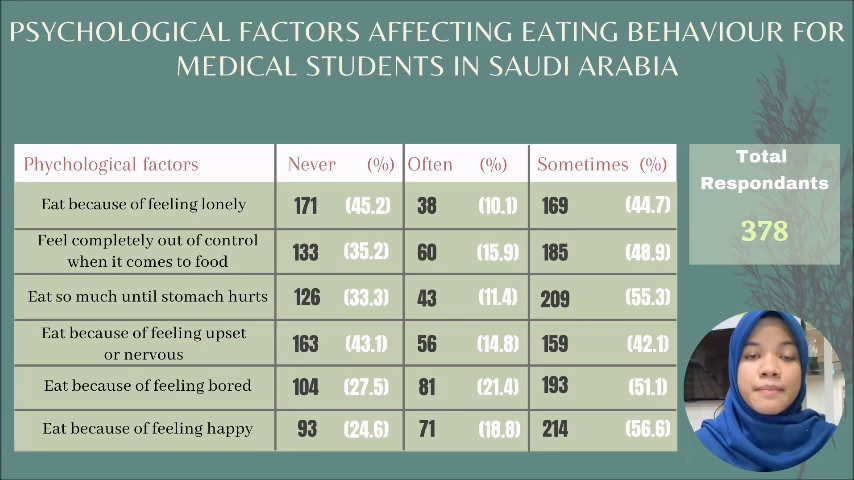 PSYCHOLOGICAL FACTORS AFFECTING EATING BEHAVIOUR FOR
MEDICAL STUDENTS IN SAUDI ARABIA
Phychological factors Never (%) Often (%) Sometimes (%)
Eat because of feeling lonely 171 (45.2) 38 (10.1) 169 (44.7)
Feel completely out of control
when it comes to food 133 (35.2) 60 (15.9) 185 (48.9)
Eat so much until stomach hurts 126 (33.3) 43 (11.4) 209 (55.3)
Eat because of feeling upset
or nervous 163 (43.1) 56 (14.8) 159 (42.1)
Eat because of feeling bored 104 (27.5) 81 (21.4) 193 (51.1)
Eat because of feeling happy 93 (24.6) 71 (18.8) 214 (56.6)
Total
Respondants
378